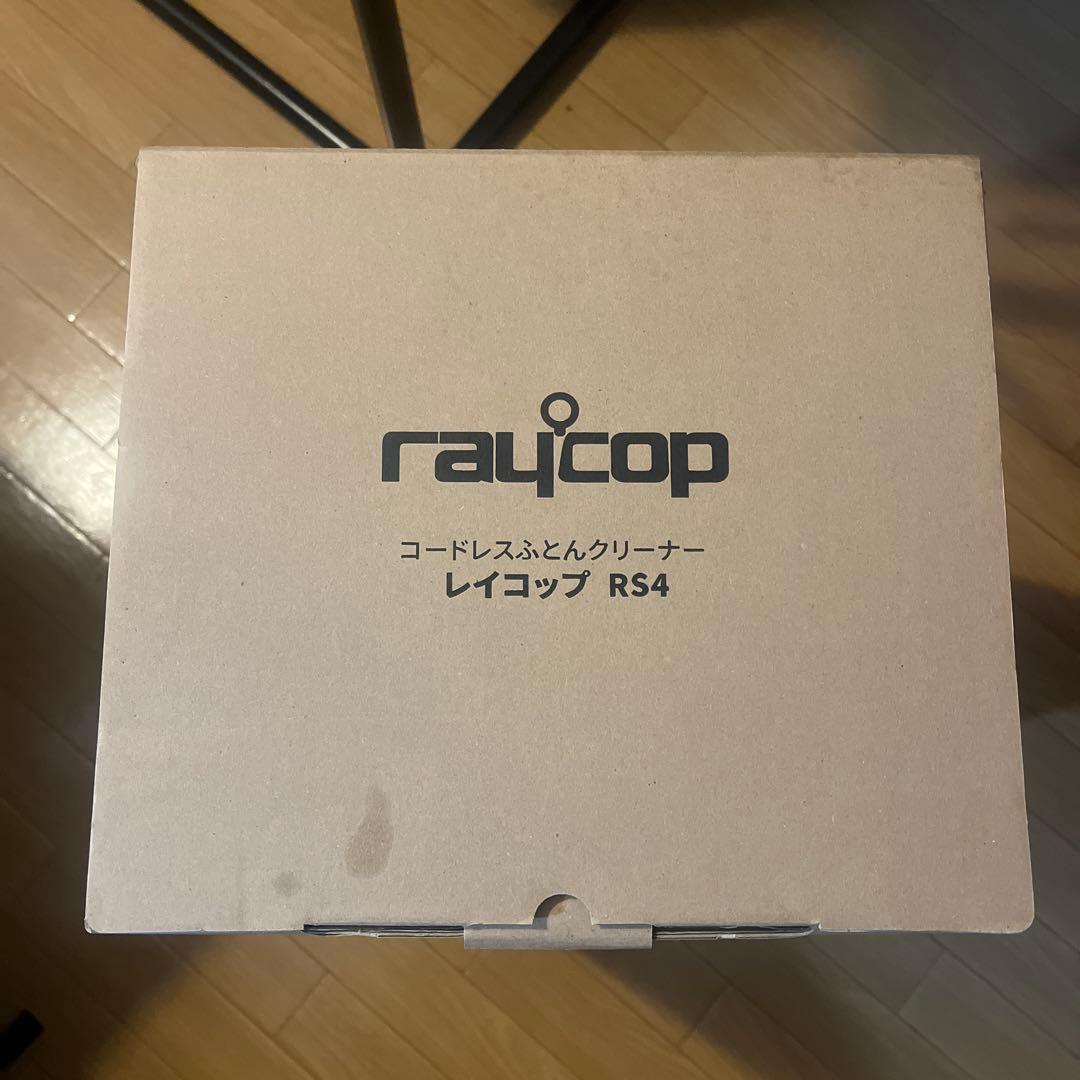 raycop
コードレスふとんクリーナー
レイコップ RS4